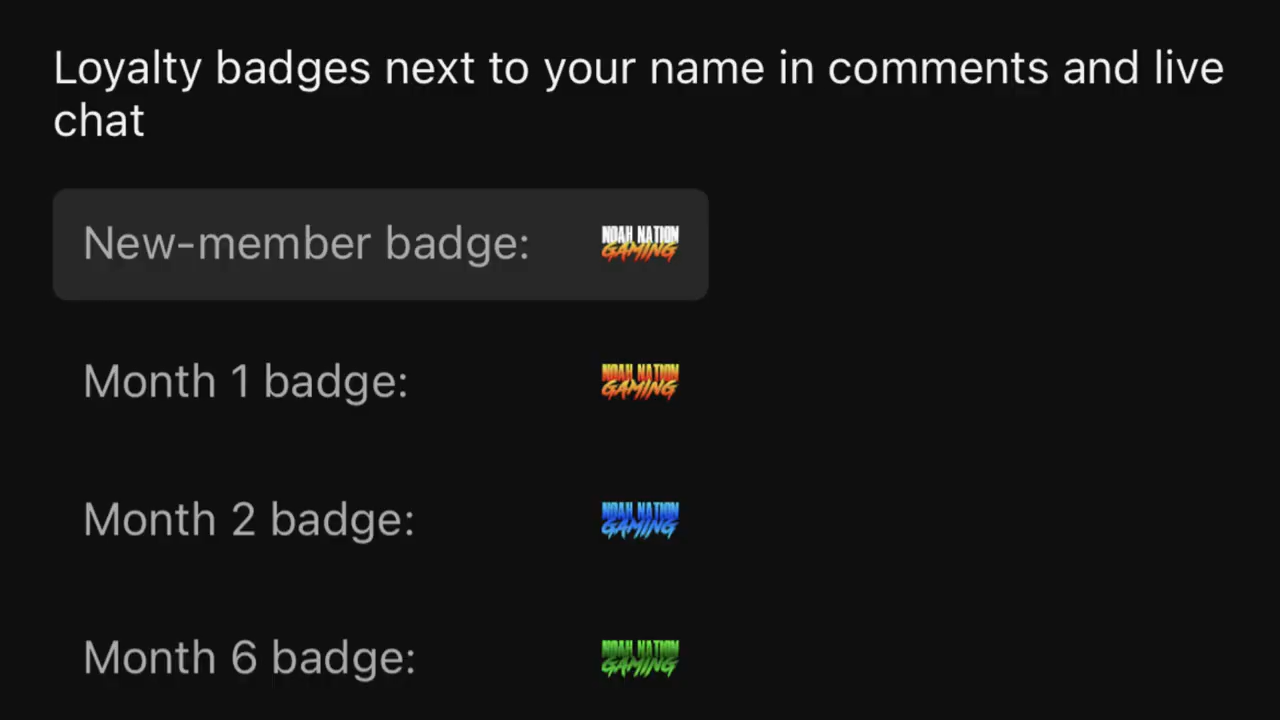 Loyalty badges next to your name in comments and live
chat
New-member badge:
NOAH NATION
GAMING
Month 1 badge:
NOAH NATION
GAMING
Month 2 badge:
NOAH NATION
GAMING
Month 6 badge:
NOAH NATION
GAMING